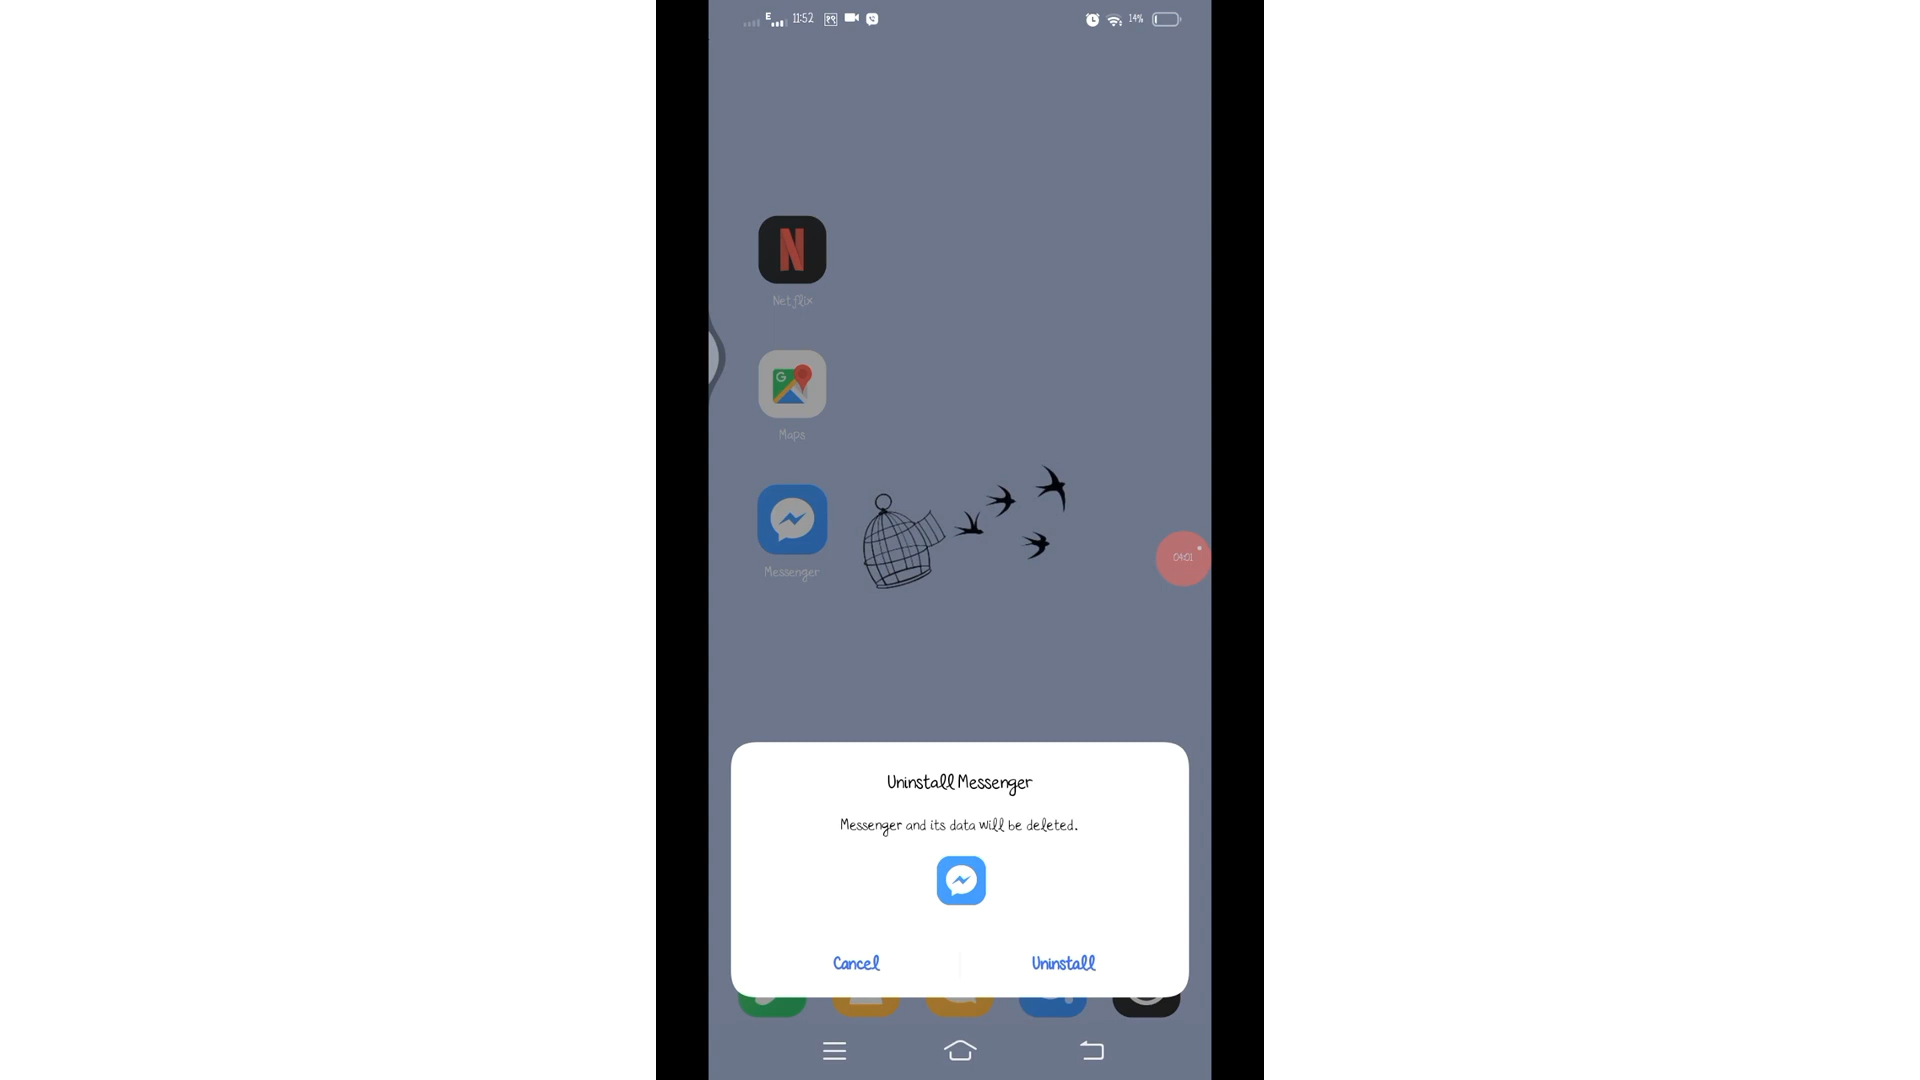 E 11:52 १९ 14%
N
Netflix
G
Maps
Messenger
04:01
Uninstall Messenger
Messenger and its data will be deleted.
Cancel Uninstall